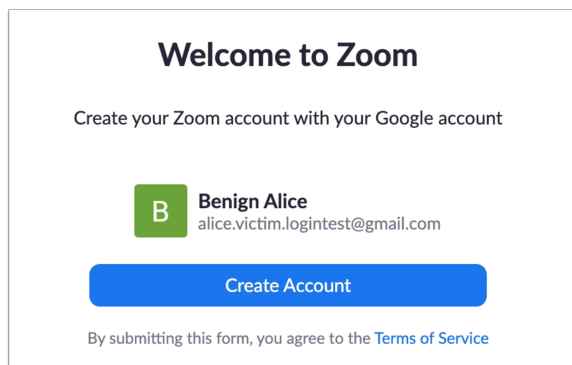 Welcome to Zoom
Create your Zoom account with your Google account
B
Benign Alice
alice.victim.logintest@gmail.com
Create Account
By submitting this form, you agree to the Terms of Service